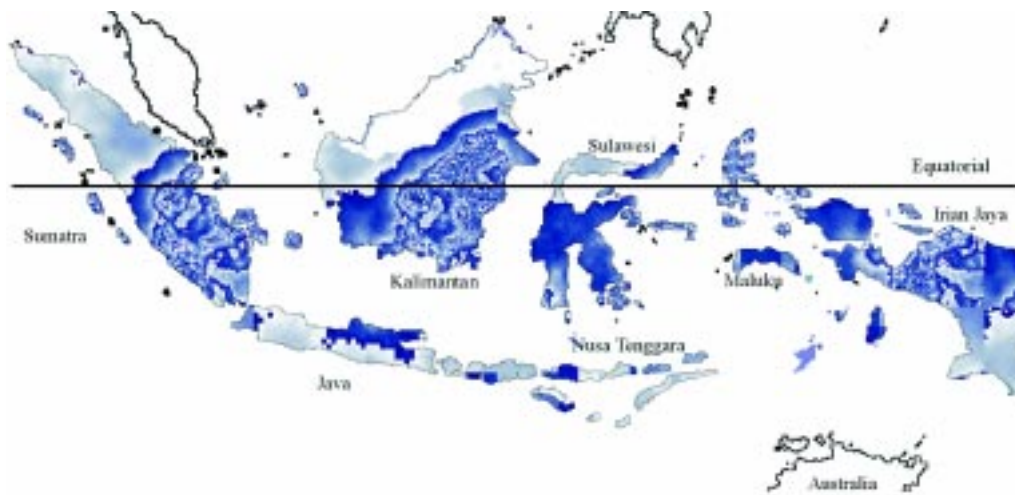 Sulawesi
Equatorial
Irian Jaya
Sumatra
Kalimantan
Maluku
Nusa Tenggara
Java
Australia